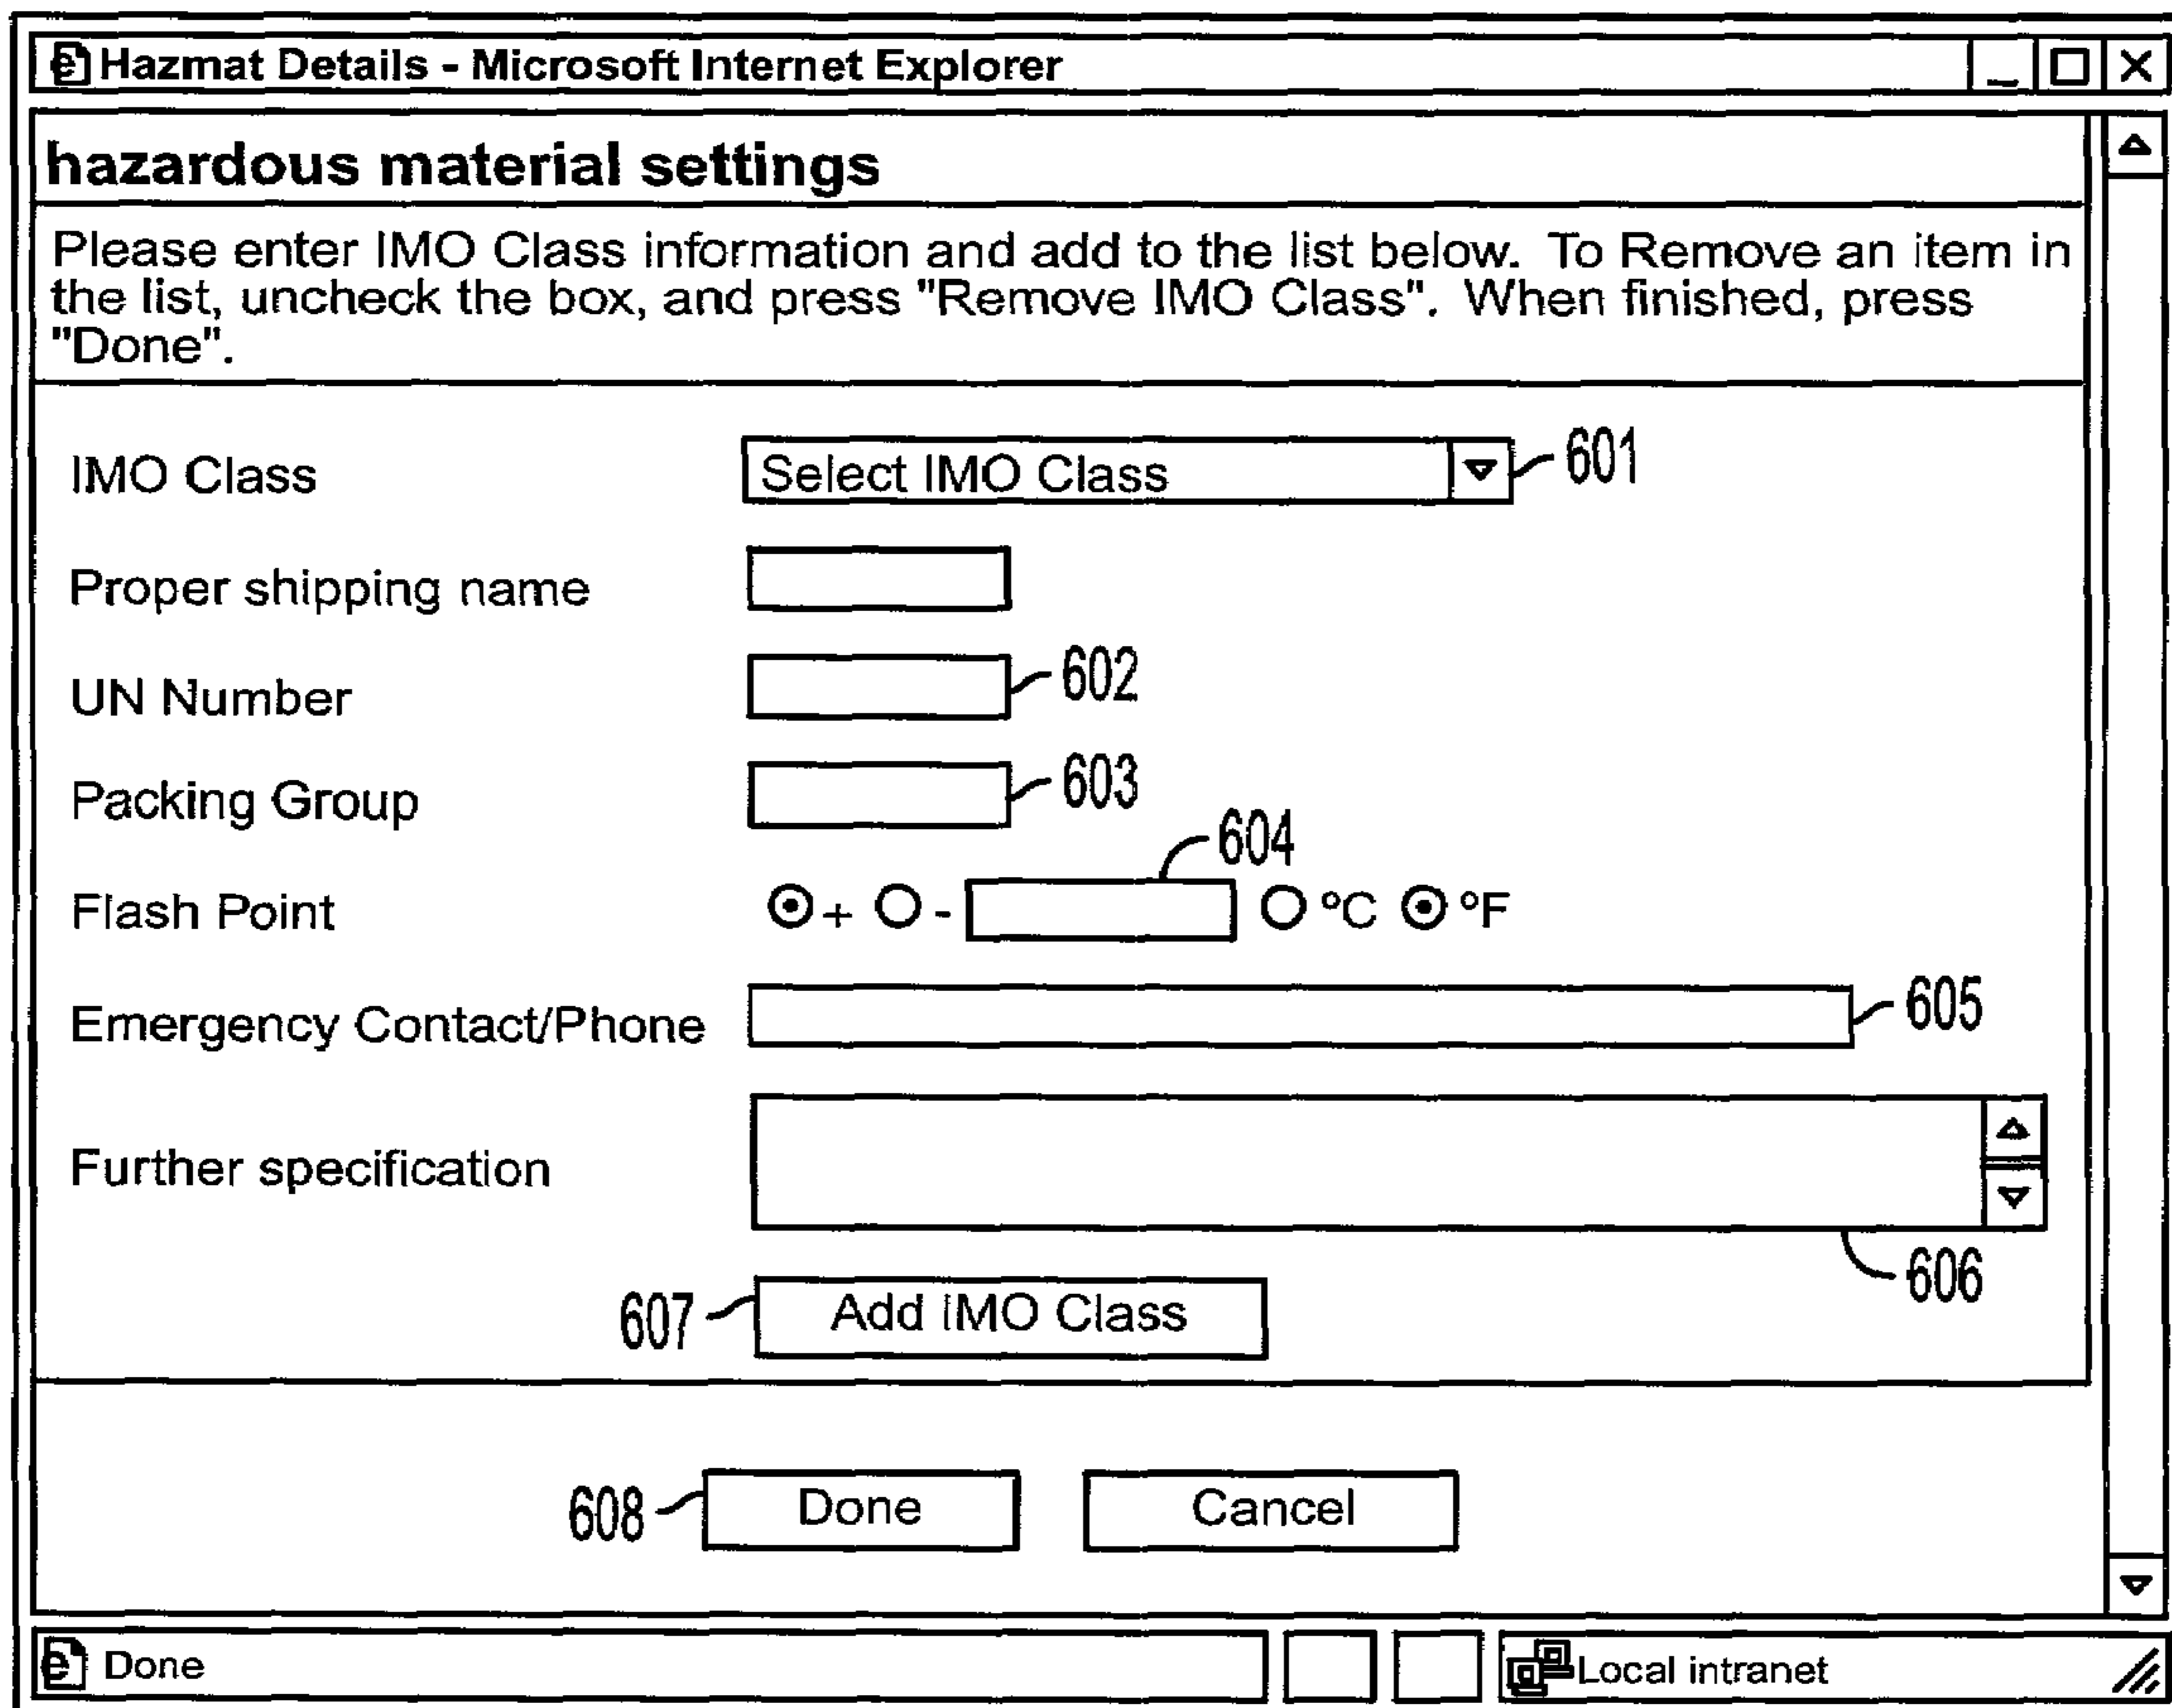 Hazmat Details - Microsoft Internet Explorer
hazardous material settings
Please enter IMO Class information and add to the list below. To Remove an item in
the list, uncheck the box, and press "Remove IMO Class". When finished, press
"Done".
IMO Class Select IMO Class 601
Proper shipping name
UN Number 602
Packing Group 603
604
Flash Point + - °C °F
Emergency Contact/Phone 605
Further specification
606
607 Add IMO Class
608 Done Cancel
Done Local intranet